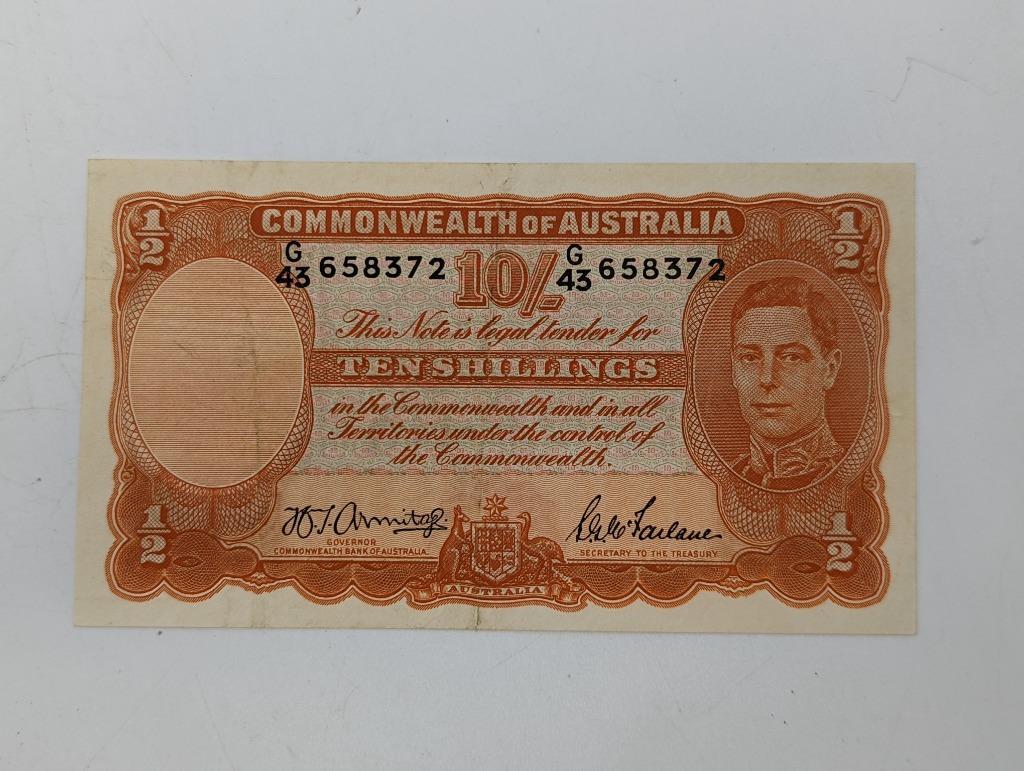 1/2 COMMONWEALTH OF AUSTRALIA 1/2
G/43 658372 10/- G/43 658372
This Note is legal tender for
TEN SHILLINGS
in the Commonwealth and in all
Territories under the control of
the Commonwealth.
H.T. Armitage. S.G. McFarlane
GOVERNOR
COMMONWEALTH BANK OF AUSTRALIA. SECRETARY TO THE TREASURY
1/2 AUSTRALIA 1/2